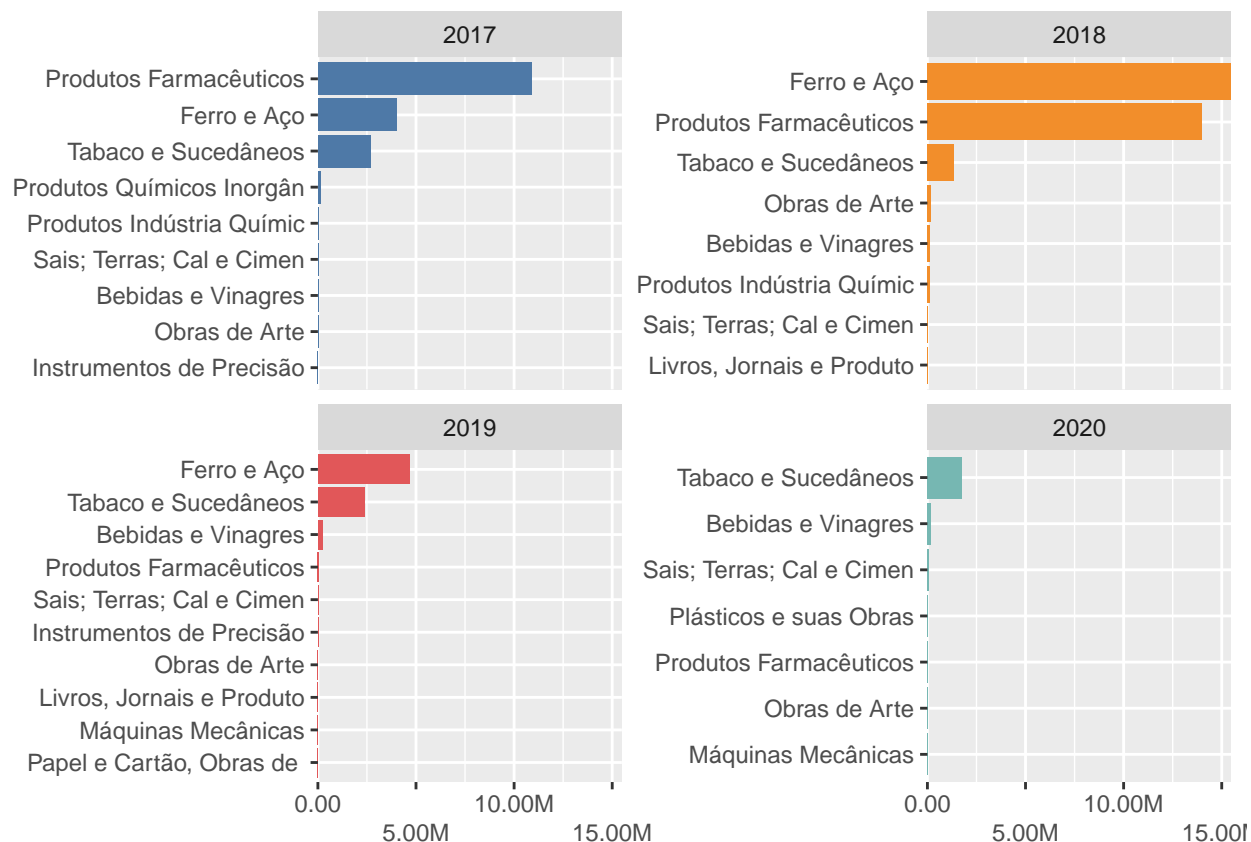 2017
Produtos Farmacêuticos
Ferro e Aço
Tabaco e Sucedâneos
Produtos Químicos Inorgân
Produtos Indústria Químic
Sais; Terras; Cal e Cimen
Bebidas e Vinagres
Obras de Arte
Instrumentos de Precisão
2018
Ferro e Aço
Produtos Farmacêuticos
Tabaco e Sucedâneos
Obras de Arte
Bebidas e Vinagres
Produtos Indústria Químic
Sais; Terras; Cal e Cimen
Livros, Jornais e Produto
2019
Ferro e Aço
Tabaco e Sucedâneos
Bebidas e Vinagres
Produtos Farmacêuticos
Sais; Terras; Cal e Cimen
Instrumentos de Precisão
Obras de Arte
Livros, Jornais e Produto
Máquinas Mecânicas
Papel e Cartão, Obras de
0.00 10.00M
5.00M 15.00M
2020
Tabaco e Sucedâneos
Bebidas e Vinagres
Sais; Terras; Cal e Cimen
Plásticos e suas Obras
Produtos Farmacêuticos
Obras de Arte
Máquinas Mecânicas
0.00 10.00M
5.00M 15.00M